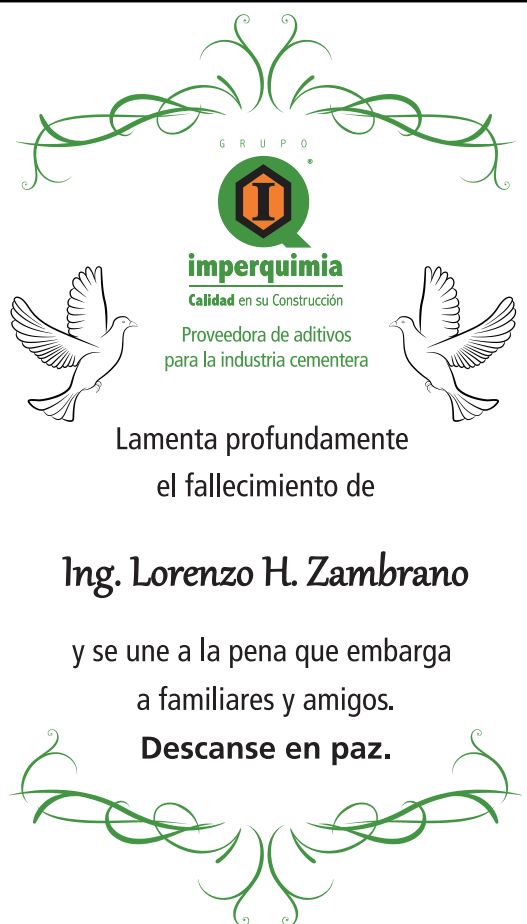 GRUPO
I
imperquimia
Calidad en su Construcción
Proveedora de aditivos
para la industria cementera
Lamenta profundamente
el fallecimiento de
Ing. Lorenzo H. Zambrano
y se une a la pena que embarga
a familiares y amigos.
Descanse en paz.